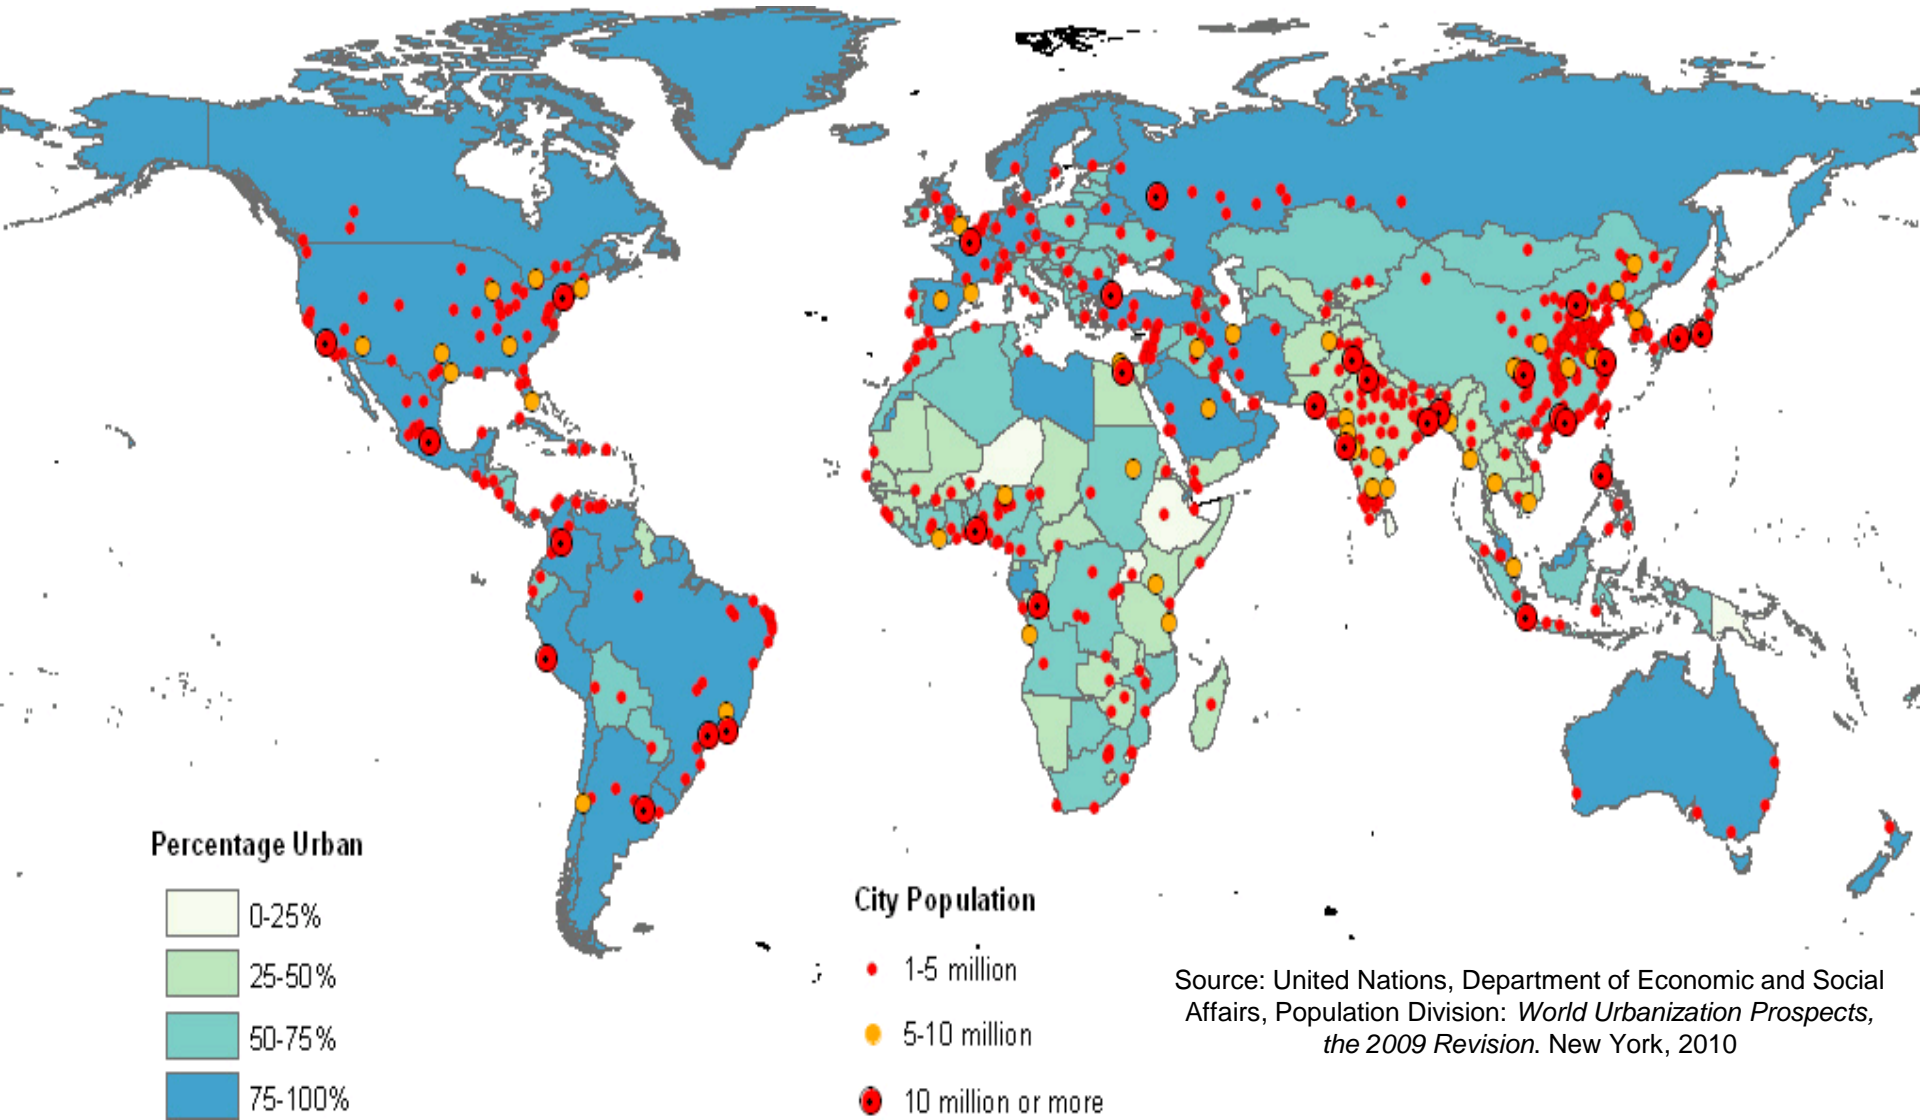 Percentage Urban
0-25%
25-50%
50-75%
75-100%
City Population
1-5 million
5-10 million
10 million or more
Source: United Nations, Department of Economic and Social
Affairs, Population Division: World Urbanization Prospects,
the 2009 Revision. New York, 2010